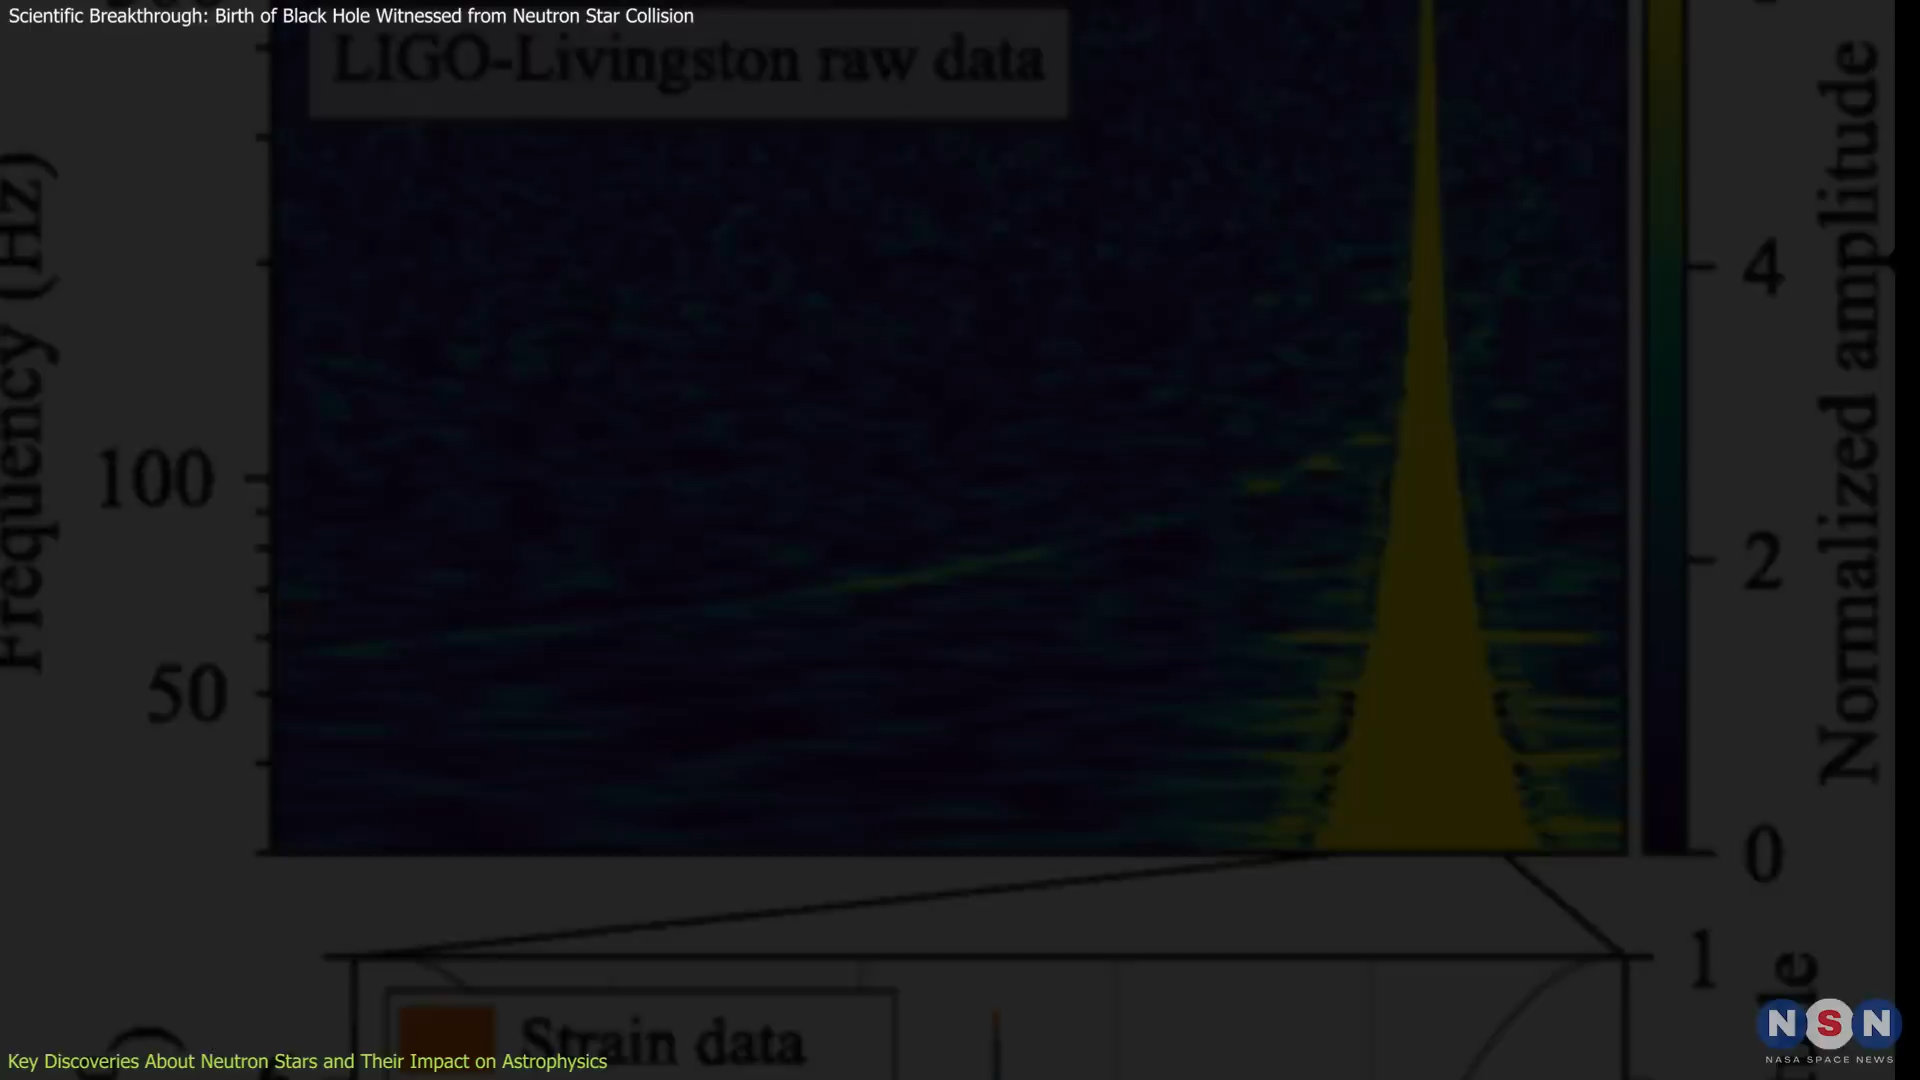 Scientific Breakthrough: Birth of Black Hole Witnessed from Neutron Star Collision
LIGO-Livingston raw data
Frequency (Hz)
100
50
4
2
0
Normalized amplitude
1
Strain data
Key Discoveries About Neutron Stars and Their Impact on Astrophysics
NSN
NASA SPACE NEWS